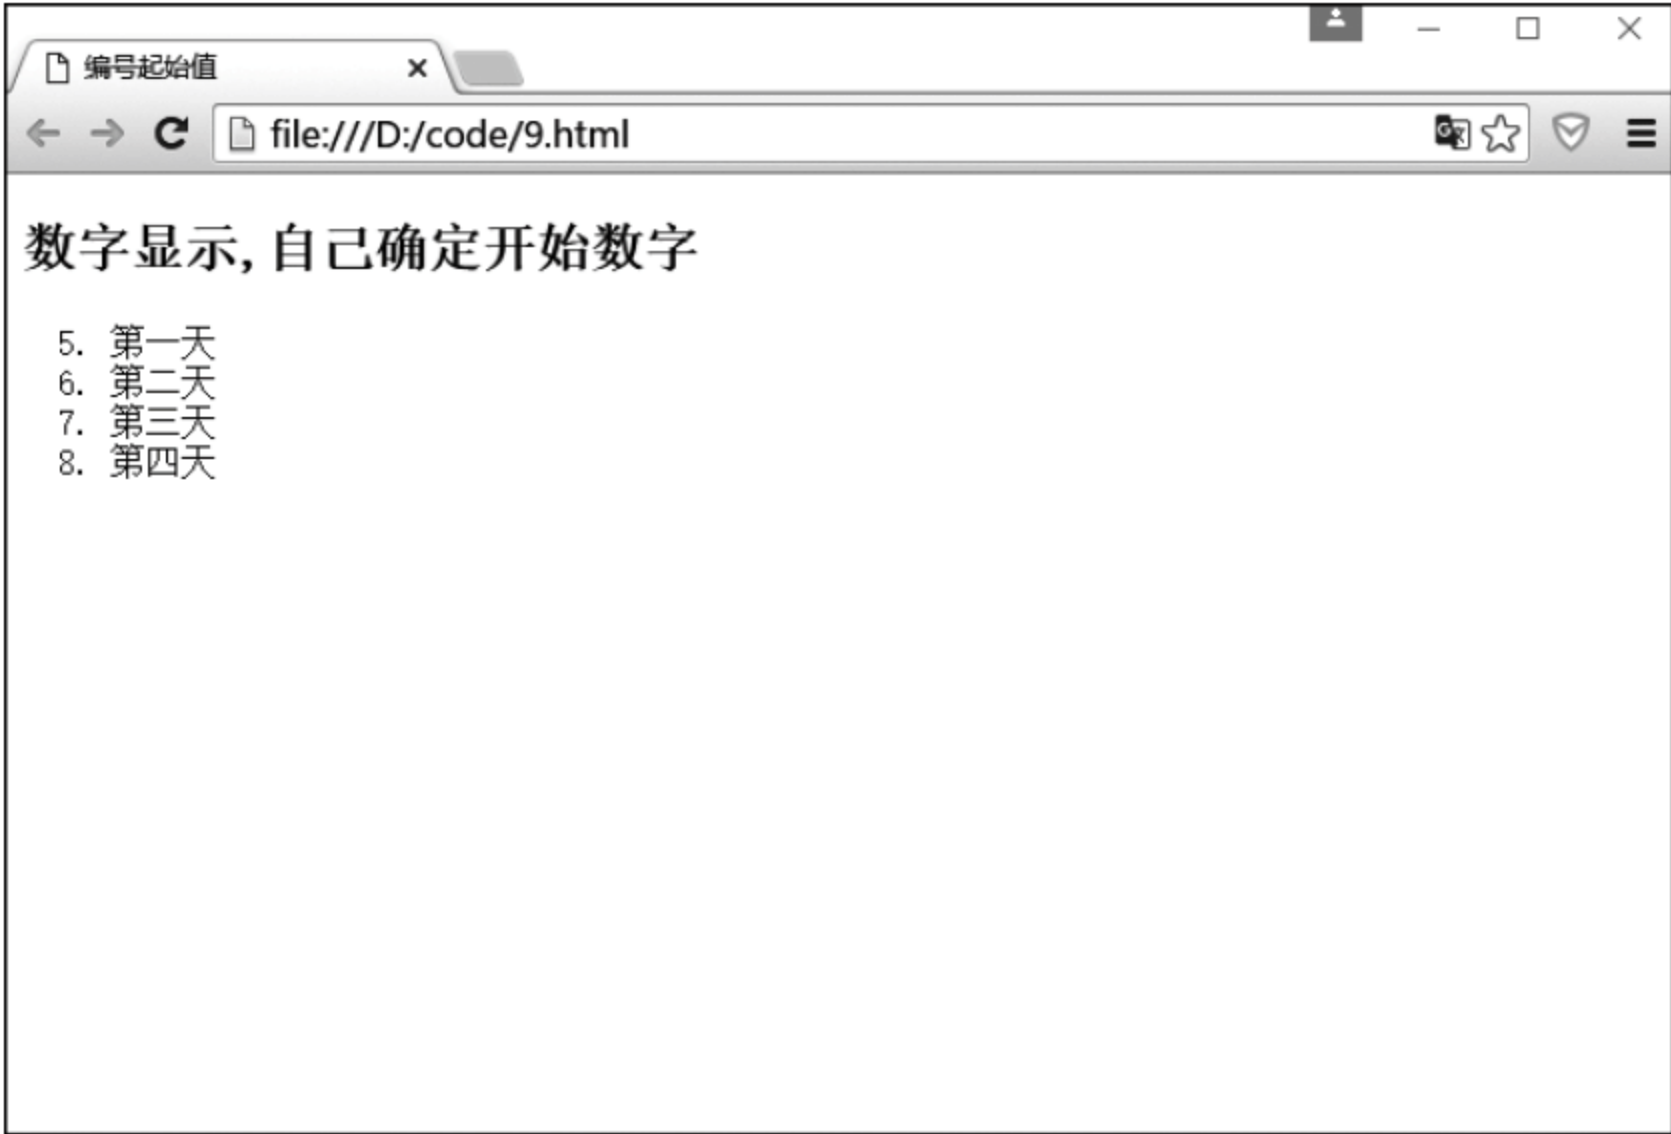 编号起始值
file:///D:/code/9.html
数字显示,自己确定开始数字
5. 第一天
6. 第二天
7. 第三天
8. 第四天